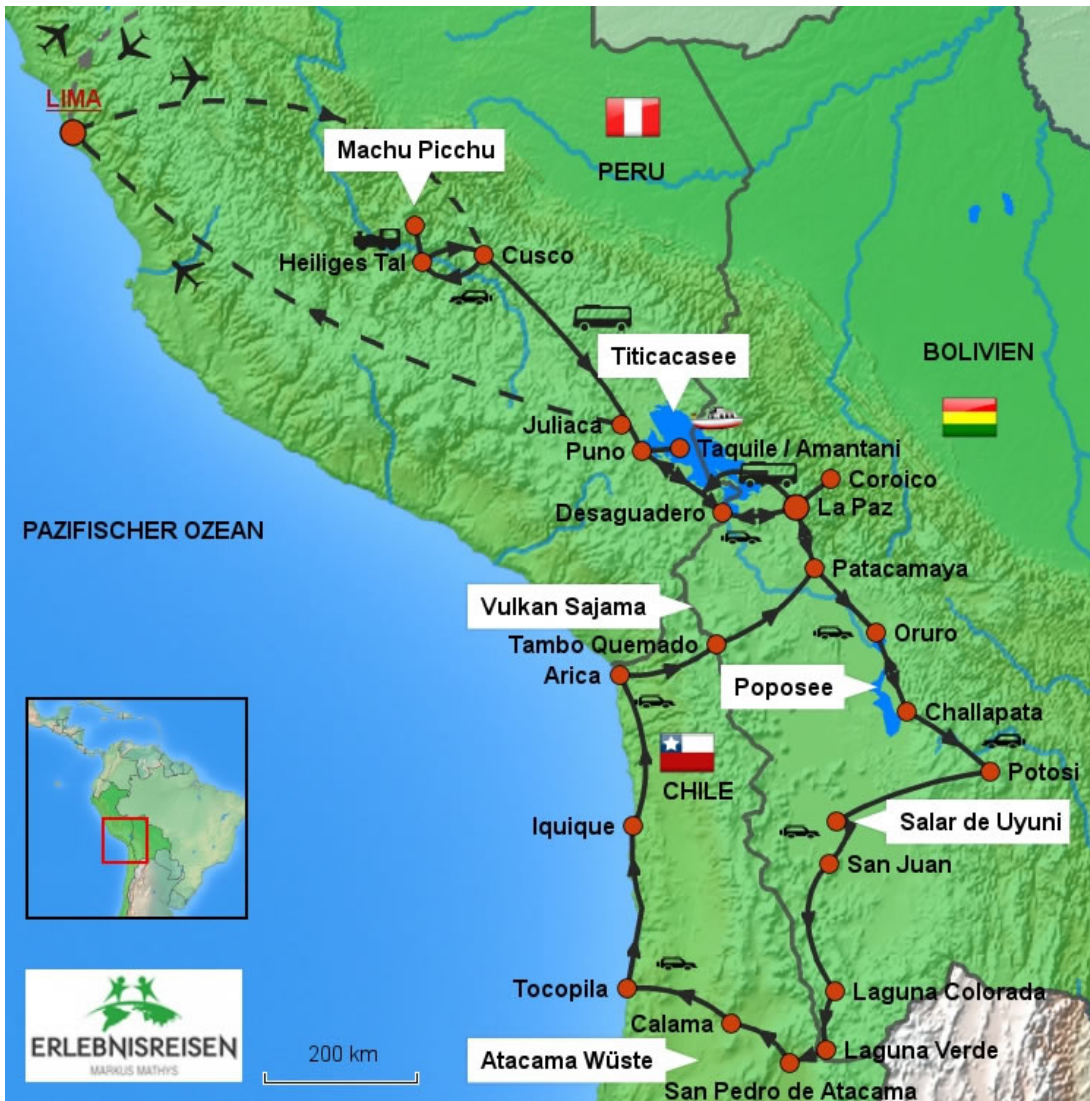 LIMA
Machu Picchu
PERU
Heiliges Tal
Cusco
Titicacasee
BOLIVIEN
Juliaca
Puno
Taquile / Amantani
Coroico
Desaguadero
La Paz
PAZIFISCHER OZEAN
Patacamaya
Vulkan Sajama
Tambo Quemado
Oruro
Arica
Poposee
Challapata
Potosi
CHILE
Iquique
Salar de Uyuni
San Juan
Tocopila
Laguna Colorada
Calama
ERLEBNISREISEN
MARKUS MATHYS
200 km
Atacama Wüste
Laguna Verde
San Pedro de Atacama